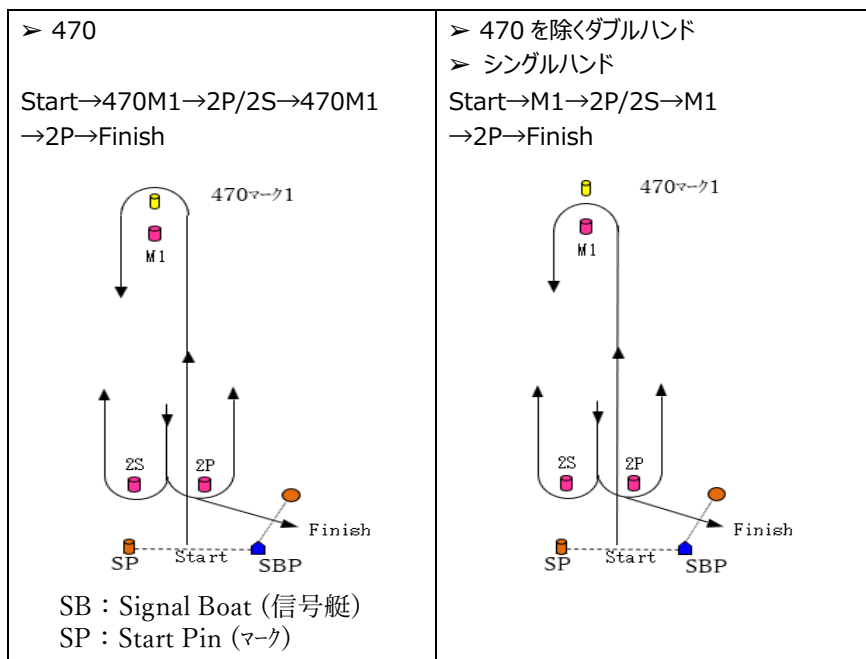 ➢ 470
Start→470M1→2P/2S→470M1
→2P→Finish
470マーク1
M1
2S
2P
Finish
Start
SP
SBP
SB：Signal Boat (信号艇)
SP：Start Pin (マーク)
➢ 470 を除くダブルハンド
➢ シングルハンド
Start→M1→2P/2S→M1
→2P→Finish
470マーク1
M1
2S
2P
Finish
Start
SP
SBP